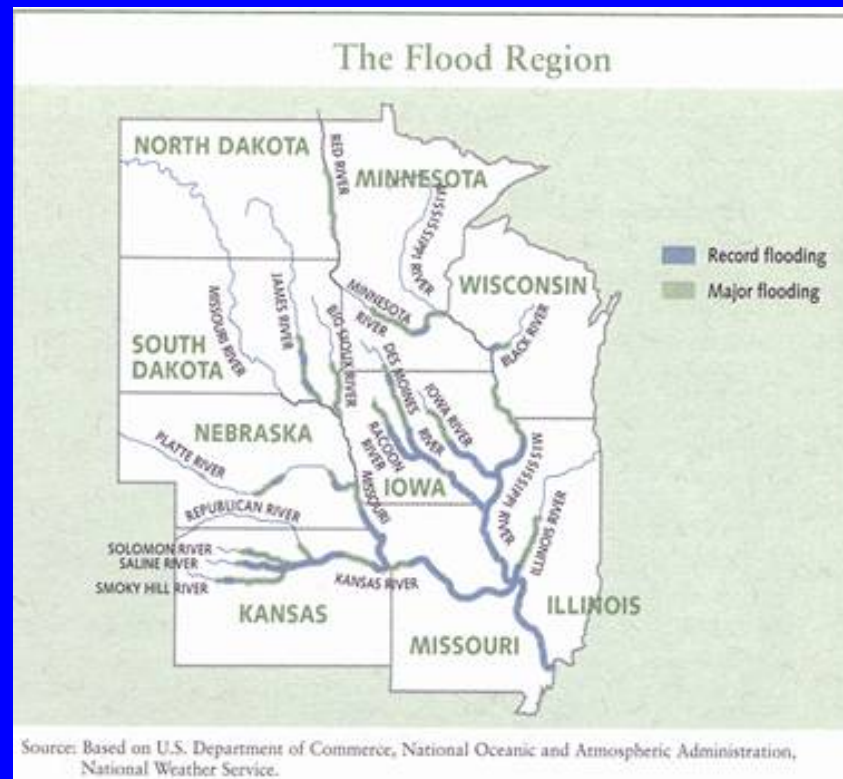 The Flood Region
NORTH DAKOTA
RED RIVER
MINNESOTA
MISSISSIPPI RIVER
WISCONSIN
Record flooding
Major flooding
MISSOURI RIVER
JAMES RIVER
BIG SIOUX RIVER
MINNESOTA
RIVER
BLACK RIVER
SOUTH
DAKOTA
DES MOINES
RIVER
IOWA RIVER
NEBRASKA
RACOON
RIVER
PLATTE RIVER
MISSOURI
IOWA
MISSISSIPPI RIVER
REPUBLICAN RIVER
ILLINOIS RIVER
SOLOMON RIVER
SALINE RIVER
SMOKY HILL RIVER
KANSAS RIVER
KANSAS
ILLINOIS
MISSOURI
Source: Based on U.S. Department of Commerce, National Oceanic and Atmospheric Administration,
National Weather Service.